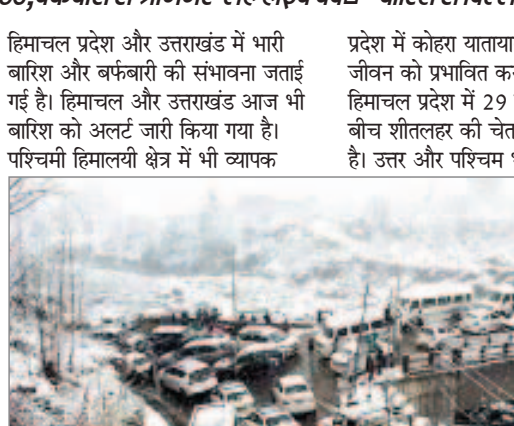 हिमाचल प्रदेश और उत्तराखंड में भारी
बारिश और बर्फबारी की संभावना जताई
गई है। हिमाचल और उत्तराखंड आज भी
बारिश को अलर्ट जारी किया गया है।
पश्चिमी हिमालयी क्षेत्र में भी व्यापक
प्रदेश में कोहरा
जीवन को प्रभावित
हिमाचल प्रदेश में 29
बीच शीतलहर की
है। उत्तर और पश्चिम